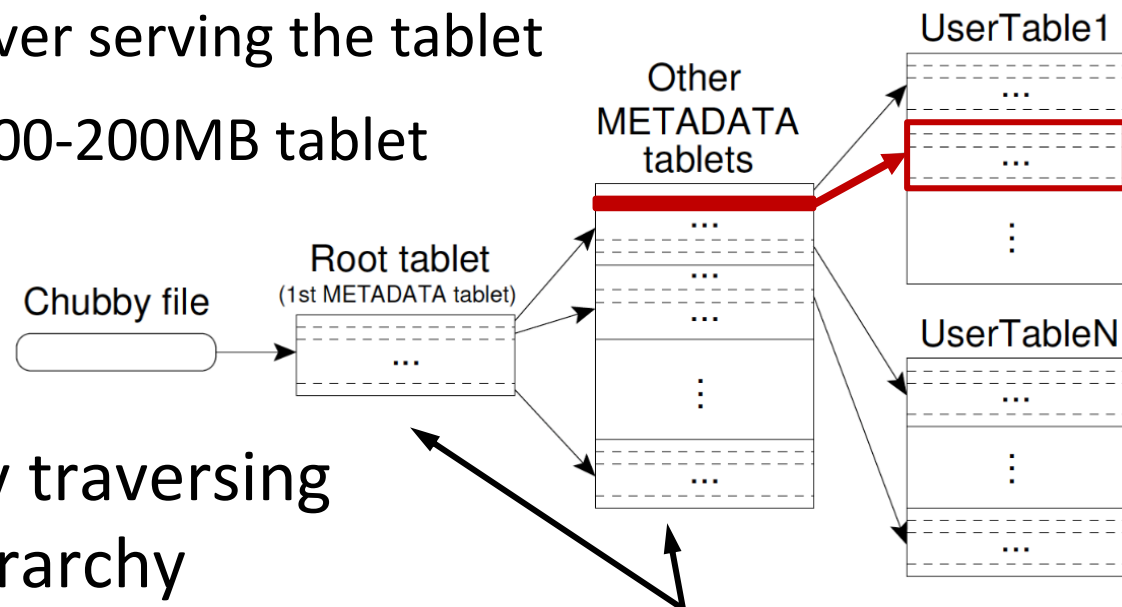 ver serving the tablet
00-200MB tablet
Chubby file
Root tablet
(1st METADATA tablet)
...
Other
METADATA
tablets
...
...
...
...
...
UserTable1
...
...
...
UserTableN
...
...
...
y traversing
rarchy